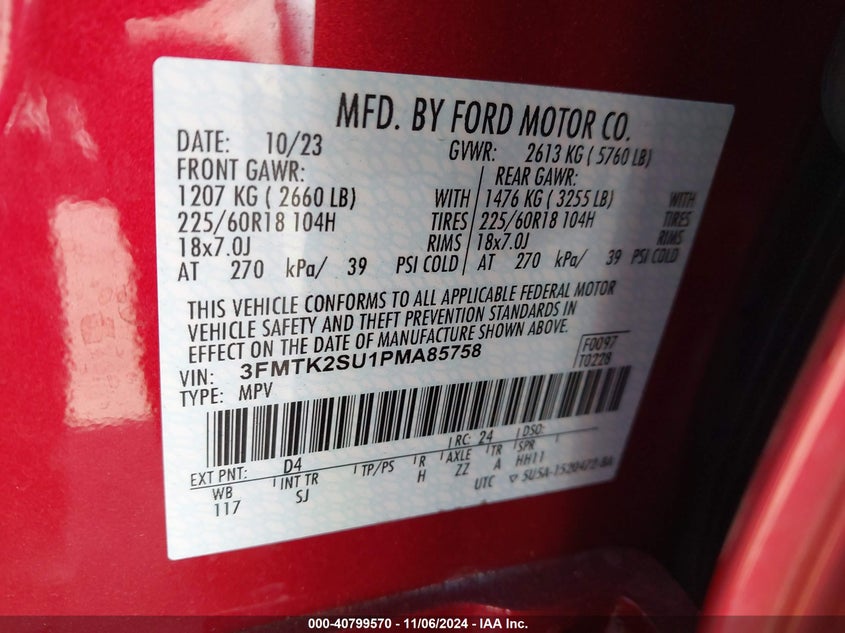 MFD. BY FORD MOTOR CO.
DATE: 10/23 GVWR: 2613 KG ( 5760 LB)
FRONT GAWR: REAR GAWR:
1207 KG ( 2660 LB) WITH 1476 KG ( 3255 LB) WITH
225/60R18 104H TIRES 225/60R18 104H TIRES
18x7.0J RIMS 18x7.0J RIMS
AT 270 kPa/ 39 PSI COLD AT 270 kPa/ 39 PSI COLD
THIS VEHICLE CONFORMS TO ALL APPLICABLE FEDERAL MOTOR
VEHICLE SAFETY AND THEFT PREVENTION STANDARDS IN
EFFECT ON THE DATE OF MANUFACTURE SHOWN ABOVE.
VIN: 3FMTK2SU1PMA85758 F0097
TYPE: MPV T0228
EXT PNT: D4 RC: 24 DSO:
WB INT TR TP/PS R AXLE TR SPR
117 SJ H ZZ A HH11
UTC ▽ 5U5A-1520472-BA
000-40799570 - 11/06/2024 - IAA Inc.